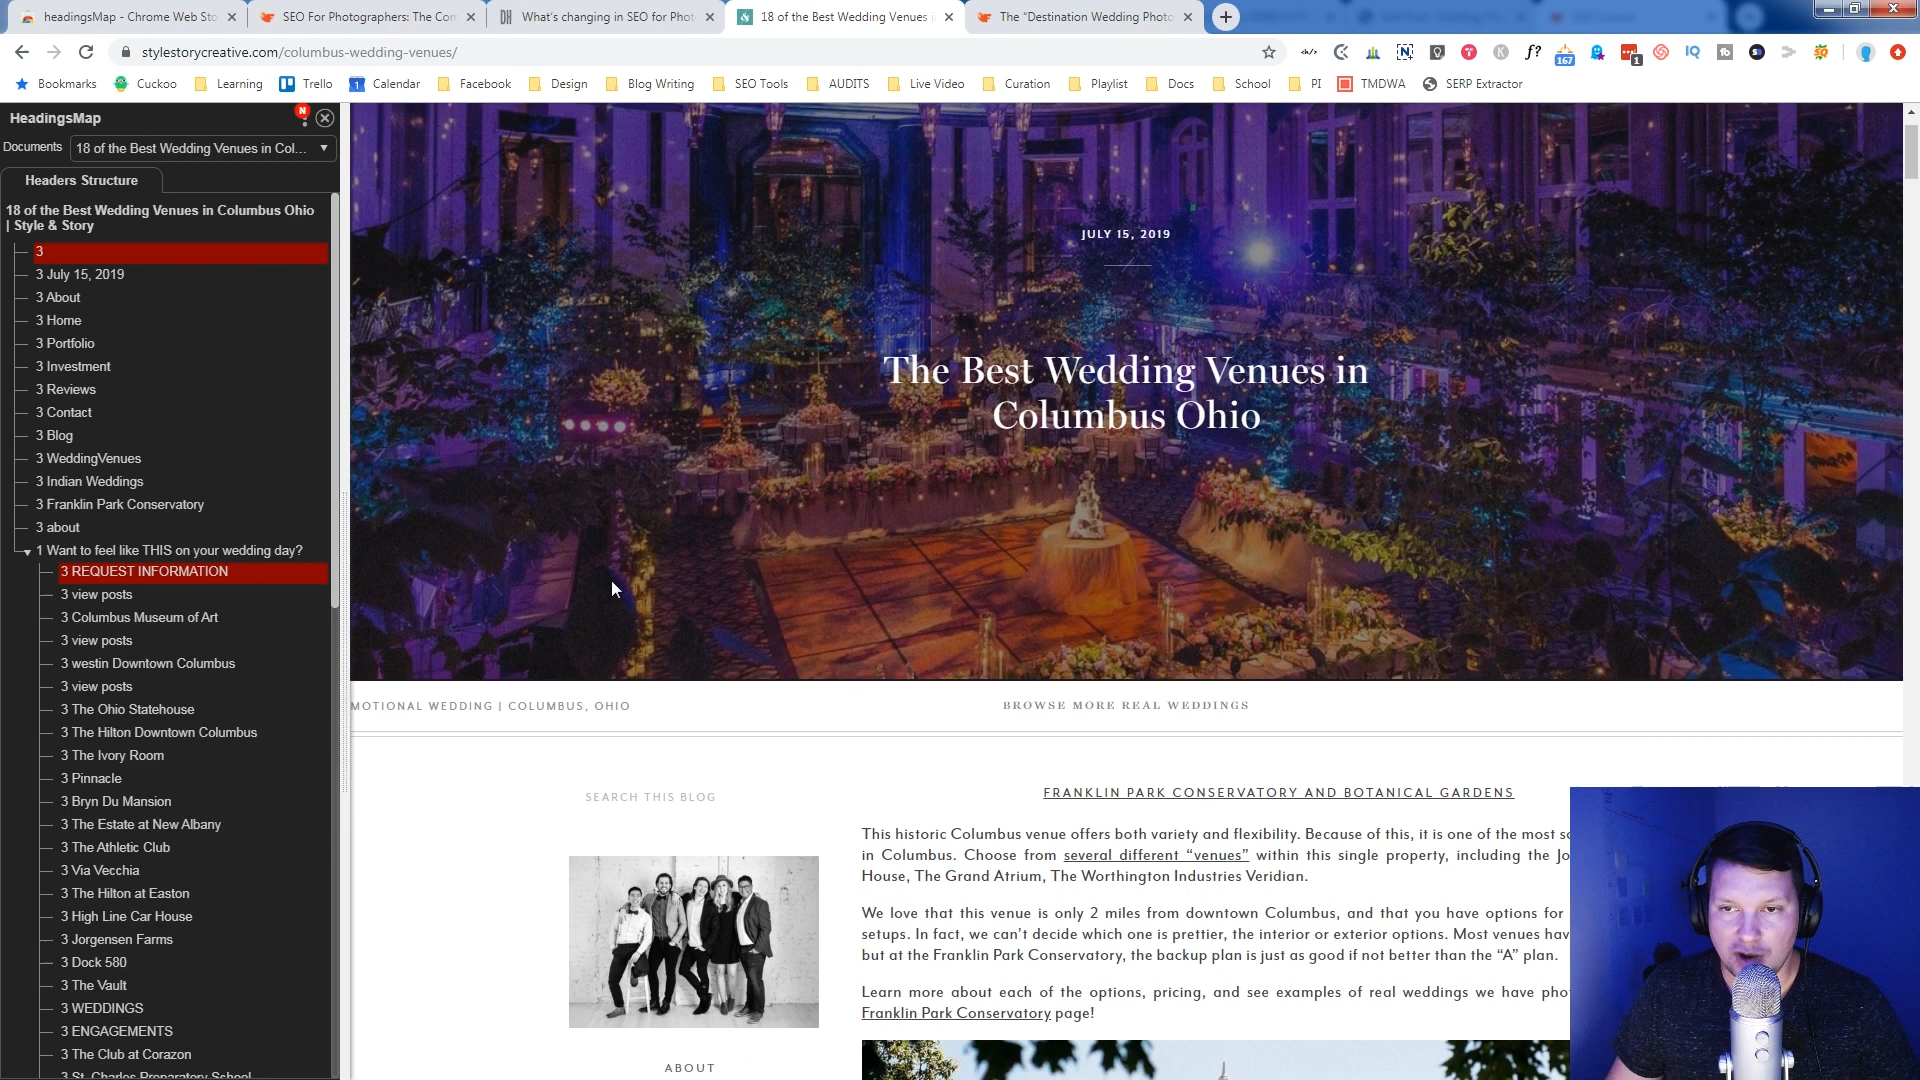 headingsMap - Chrome Web Sto
SEO For Photographers: The Com
What's changing in SEO for Phot
18 of the Best Wedding Venues i
The "Destination Wedding Photo
stylestorycreative.com/columbus-wedding-venues/
167
1
Bookmarks
Cuckoo
Learning
Trello
Calendar
Facebook
Design
Blog Writing
SEO Tools
AUDITS
Live Video
Curation
Playlist
Docs
School
PI
TMDWA
SERP Extractor
HeadingsMap
N
Documents
18 of the Best Wedding Venues in Col...
Headers Structure
18 of the Best Wedding Venues in Columbus Ohio
| Style & Story
3
3 July 15, 2019
3 About
3 Home
3 Portfolio
3 Investment
3 Reviews
3 Contact
3 Blog
3 WeddingVenues
3 Indian Weddings
3 Franklin Park Conservatory
3 about
1 Want to feel like THIS on your wedding day?
3 REQUEST INFORMATION
3 view posts
3 Columbus Museum of Art
3 view posts
3 westin Downtown Columbus
3 view posts
3 The Ohio Statehouse
3 The Hilton Downtown Columbus
3 The Ivory Room
3 Pinnacle
3 Bryn Du Mansion
3 The Estate at New Albany
3 The Athletic Club
3 Via Vecchia
3 The Hilton at Easton
3 High Line Car House
3 Jorgensen Farms
3 Dock 580
3 The Vault
3 WEDDINGS
3 ENGAGEMENTS
3 The Club at Corazon
3 St. Charles Preparatory School
JULY 15, 2019
The Best Wedding Venues in
Columbus Ohio
MOTIONAL WEDDING | COLUMBUS, OHIO
BROWSE MORE REAL WEDDINGS
SEARCH THIS BLOG
ABOUT
FRANKLIN PARK CONSERVATORY AND BOTANICAL GARDENS
This historic Columbus venue offers both variety and flexibility. Because of this, it is one of the most
in Columbus. Choose from several different "venues" within this single property, including the
House, The Grand Atrium, The Worthington Industries Veridian.
We love that this venue is only 2 miles from downtown Columbus, and that you have options for
setups. In fact, we can't decide which one is prettier, the interior or exterior options. Most venues
but at the Franklin Park Conservatory, the backup plan is just as good if not better than the "A" plan.
Learn more about each of the options, pricing, and see examples of real weddings we have
Franklin Park Conservatory page!